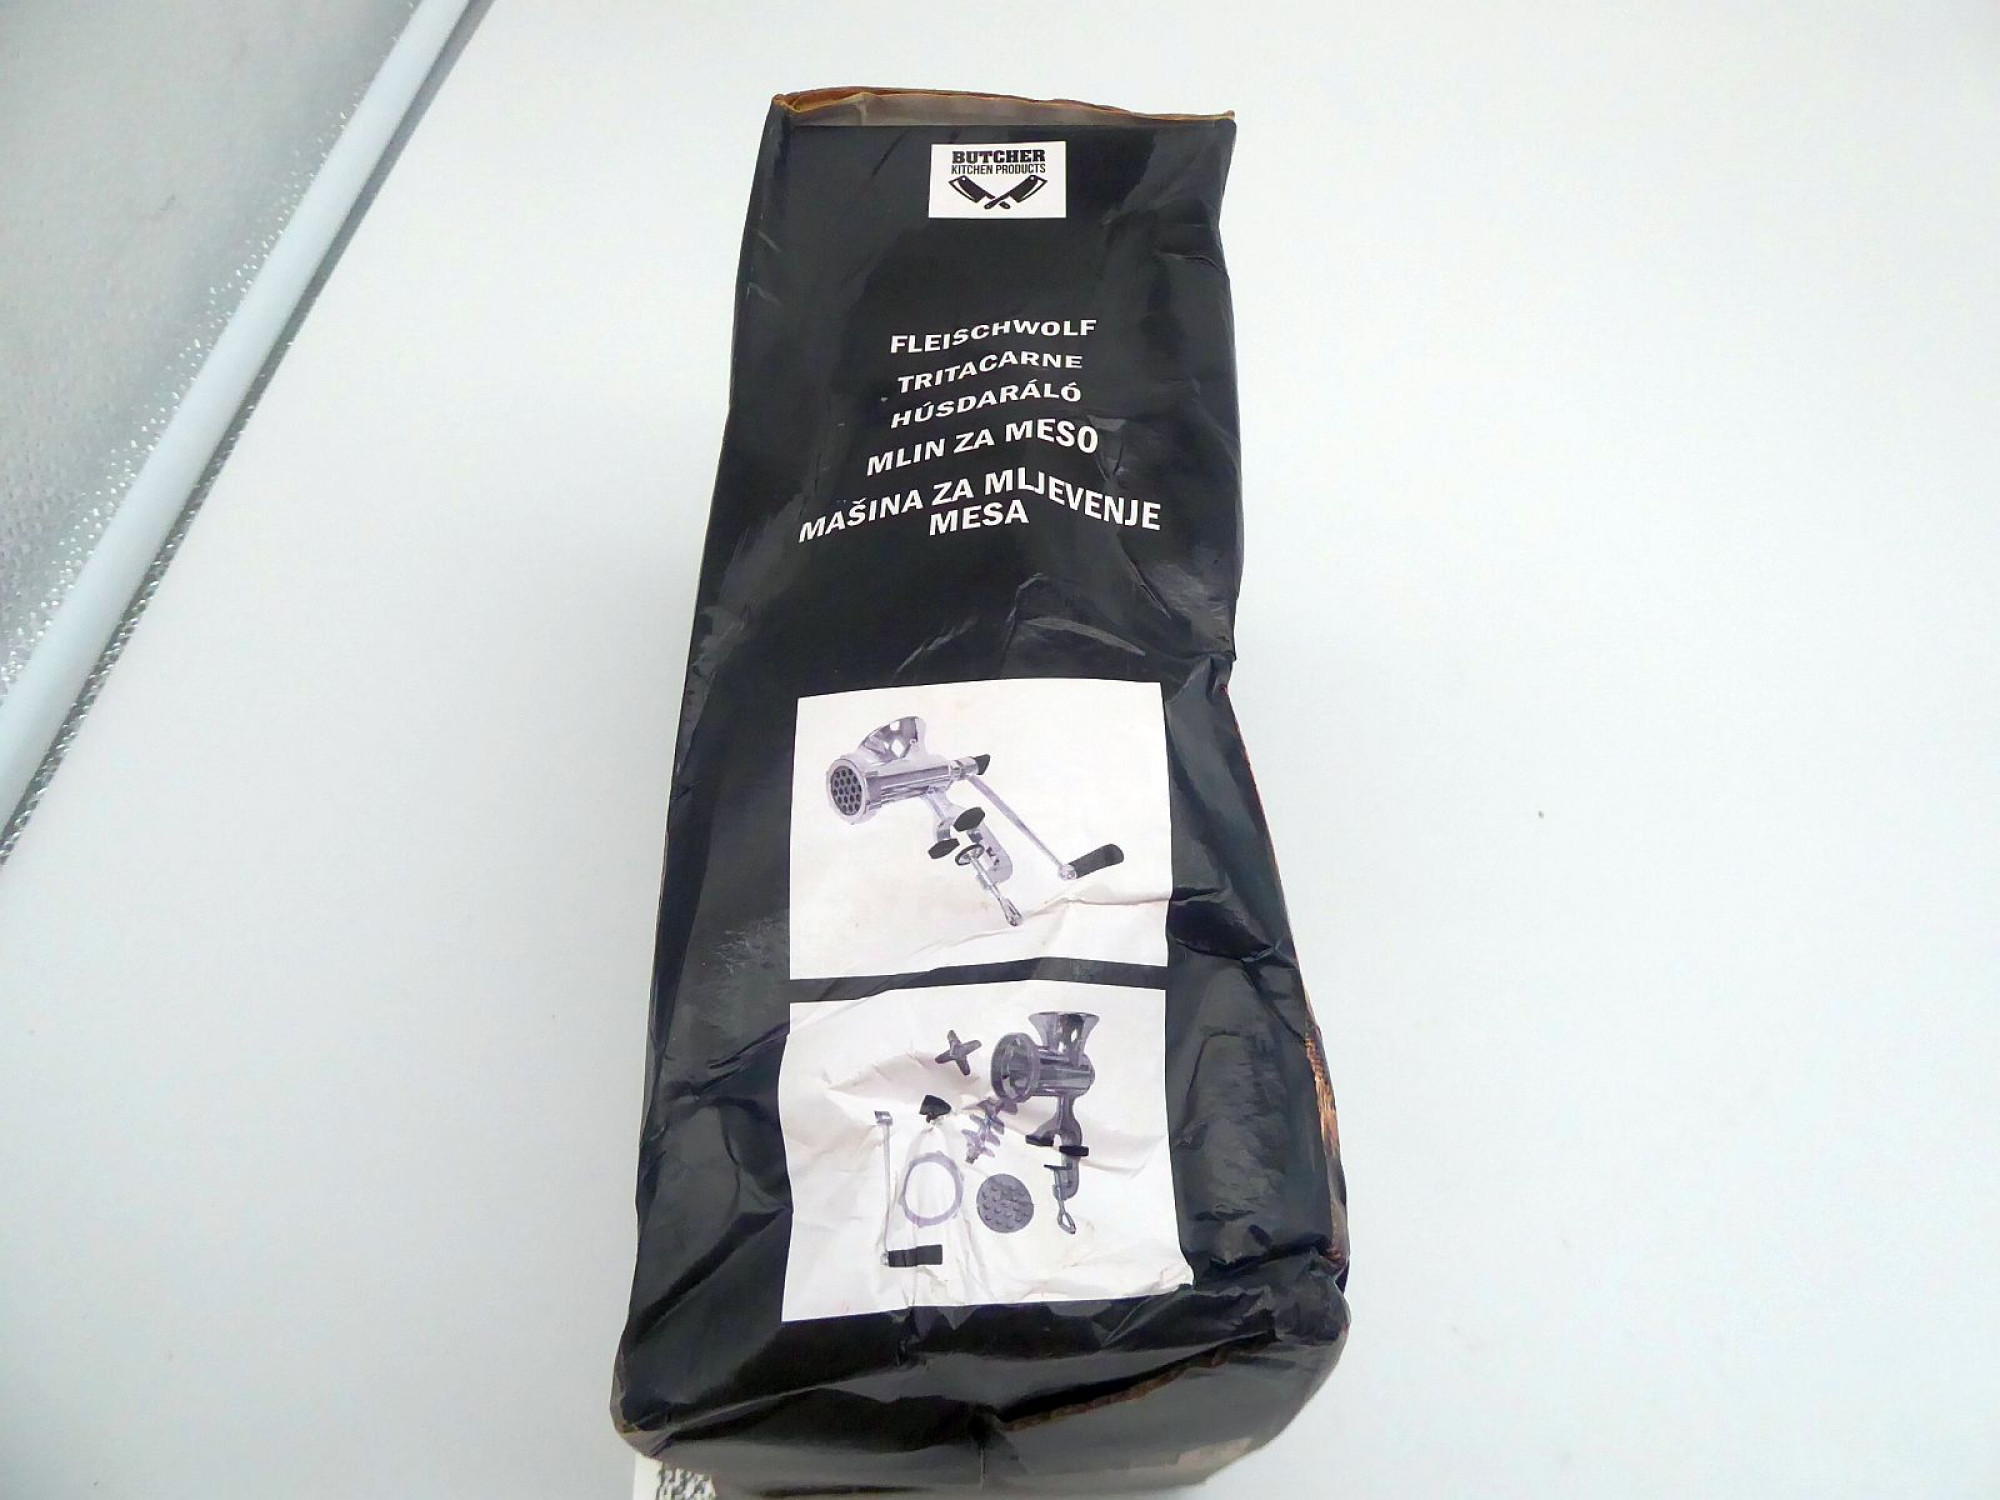 BUTCHER
KITCHEN PRODUCTS
FLEISCHWOLF
TRITACARNE
HÚSDARÁLÓ
MLIN ZA MESO
MAŠINA ZA MLJEVENJE
MESA